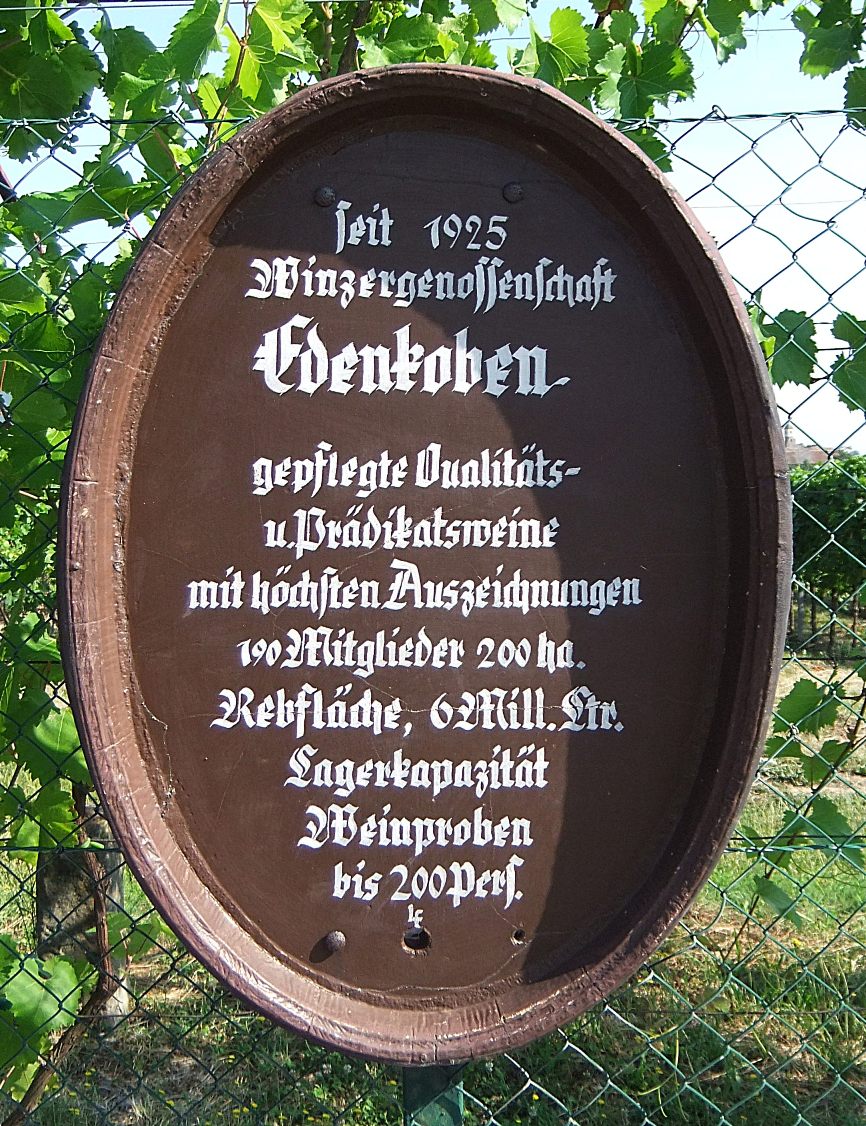 seit 1925
Winzergenossenschaft
Edenkoben
gepflegte Qualitäts-
u. Prädikatsweine
mit höchsten Auszeichnungen
190 Mitglieder 200 ha.
Rebfläche, 6 Mill. Ltr.
Lagerkapazität
Weinproben
bis 200 Pers.